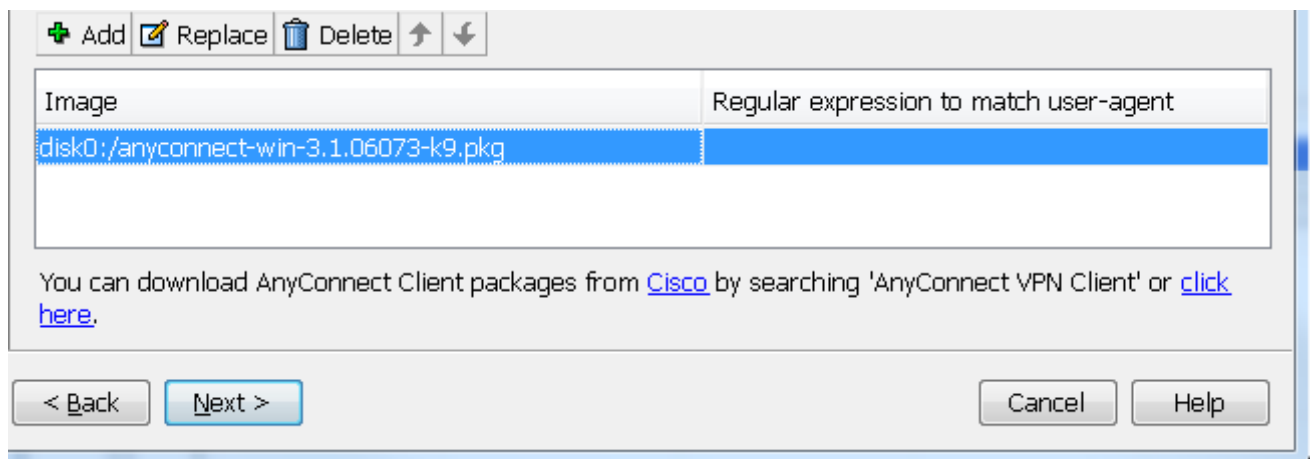 Add Replace Delete
Image Regular expression to match user-agent
disk0:/anyconnect-win-3.1.06073-k9.pkg
You can download AnyConnect Client packages from Cisco by searching 'AnyConnect VPN Client' or click
here.
< Back Next > Cancel Help